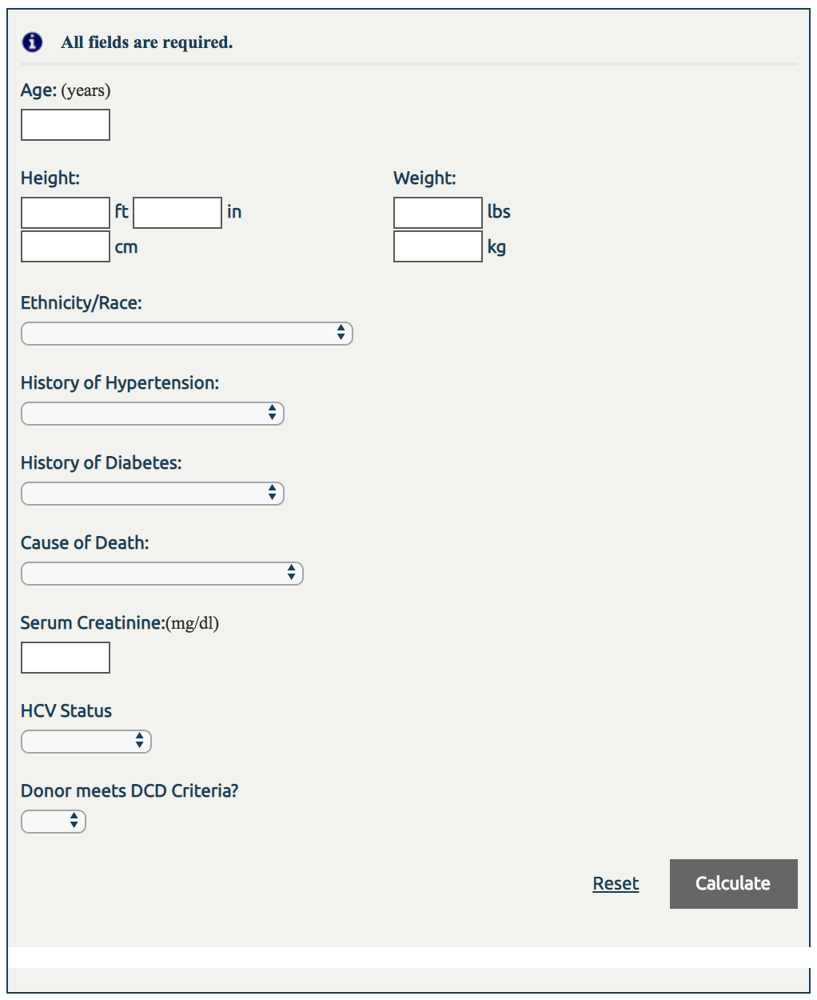 All fields are required.
Age: (years)
Height:
Weight:
ft in
lbs
cm
kg
Ethnicity/Race:
History of Hypertension:
History of Diabetes:
Cause of Death:
Serum Creatinine:(mg/dl)
HCV Status
Donor meets DCD Criteria?
Reset
Calculate